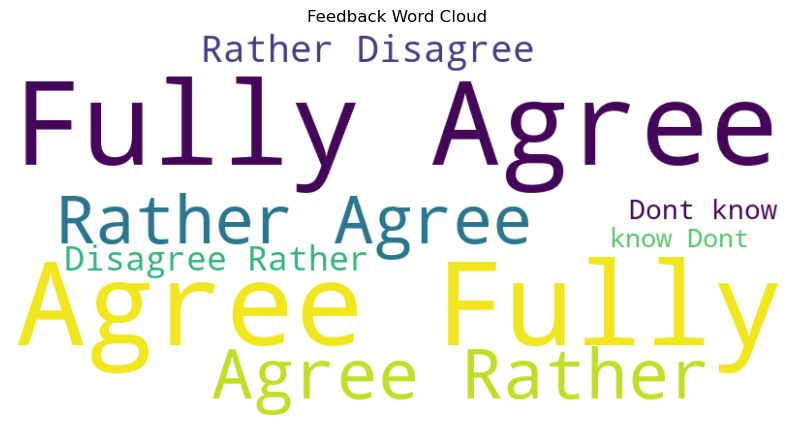 Feedback Word Cloud
Rather Disagree
Fully Agree
Rather Agree
Dont know
know Dont
Disagree Rather
Agree Fully
Agree Rather